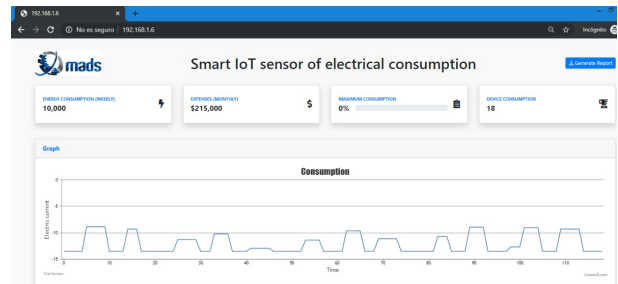 192.168.1.6
No es seguro | 192.168.1.6
Incógnito
mads
Smart IoT sensor of electrical consumption
Generate Report
ENERGY CONSUMPTION (WEEKLY)
10,000
EXPENSES (MONTHLY)
$215,000
MAXIMUM CONSUMPTION
0%
DEVICE CONSUMPTION
18
Graph
Consumption
Electric current
0
-5
-10
-15
0 10 20 30 40 50 60 70 80 90 100 110
Time
Trial Version
CanvasJS.com